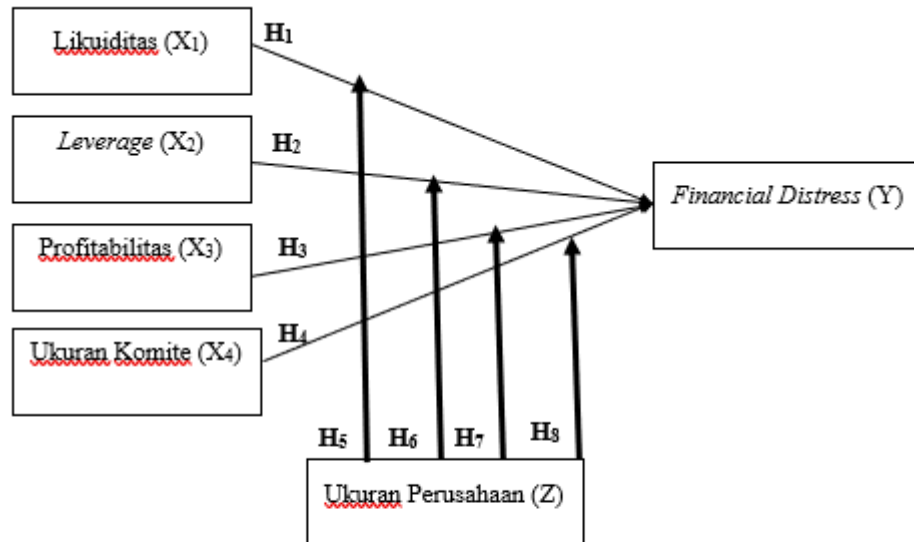 Likuiditas (X₁)
H₁
Leverage (X₂)
H₂
Financial Distress (Y)
Profitabilitas (X₃)
H₃
Ukuran Komite (X₄)
H₄
H₅
H₆
H₇
H₈
Ukuran Perusahaan (Z)